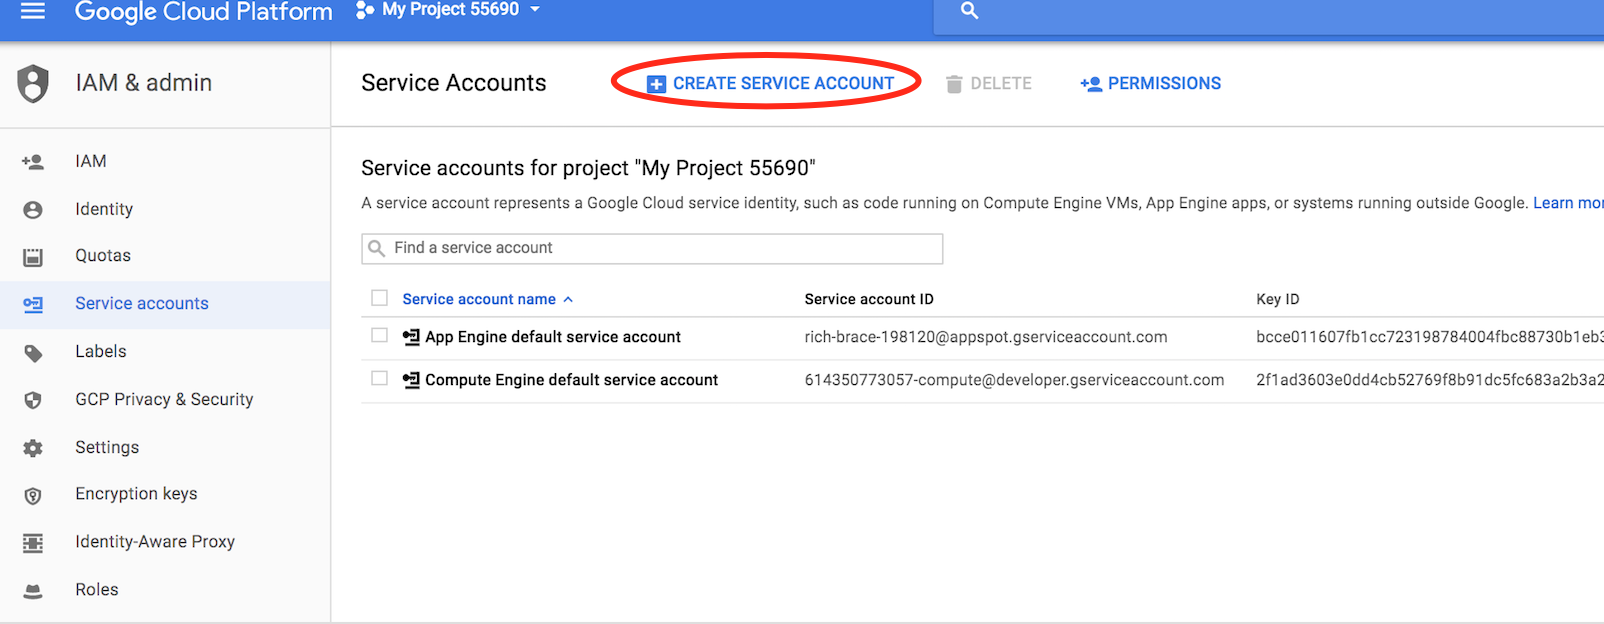 Google Cloud Platform My Project 55690
IAM & admin
Service Accounts CREATE SERVICE ACCOUNT DELETE PERMISSIONS
IAM
Identity
Quotas
Service accounts
Labels
GCP Privacy & Security
Settings
Encryption keys
Identity-Aware Proxy
Roles
Service accounts for project "My Project 55690"
A service account represents a Google Cloud service identity, such as code running on Compute Engine VMs, App Engine apps, or systems running outside Google. Learn mor
Find a service account
Service account name Service account ID Key ID
App Engine default service account rich-brace-198120@appspot.gserviceaccount.com bcce011607fb1cc723198784004fbc88730b1eb3
Compute Engine default service account 614350773057-compute@developer.gserviceaccount.com 2f1ad3603e0dd4cb52769f8b91dc5fc683a2b3a2